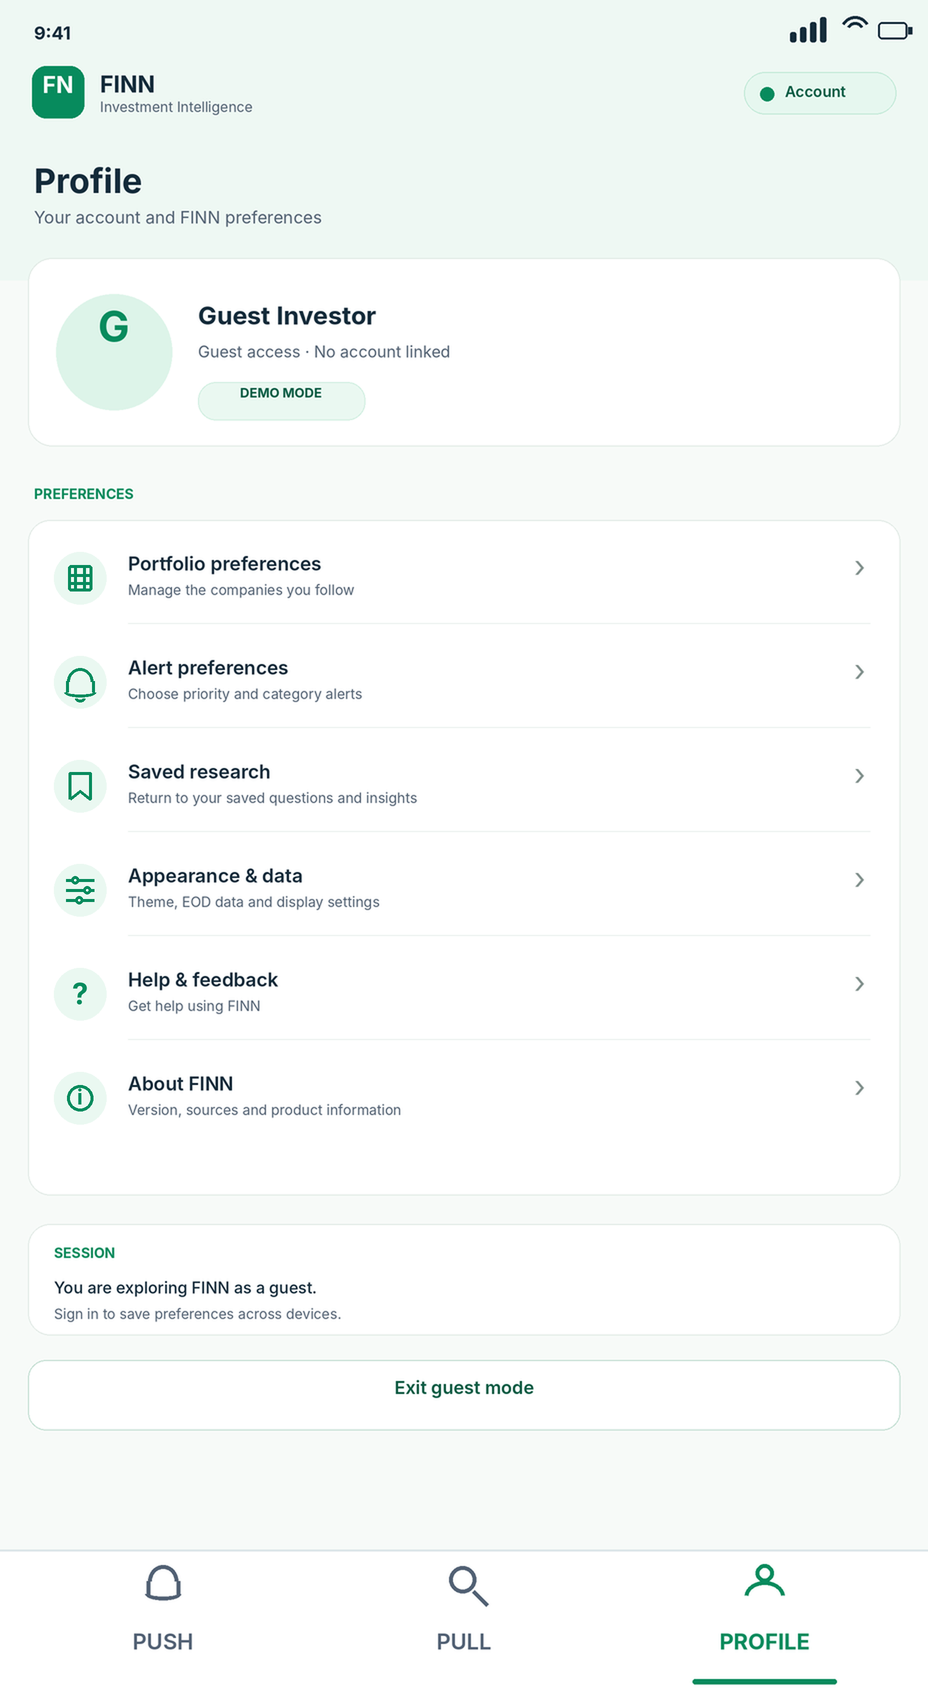 9:41
FN
FINN
Investment Intelligence
Account
Profile
Your account and FINN preferences
G
Guest Investor
Guest access · No account linked
DEMO MODE
PREFERENCES
Portfolio preferences
Manage the companies you follow
Alert preferences
Choose priority and category alerts
Saved research
Return to your saved questions and insights
Appearance & data
Theme, EOD data and display settings
?
Help & feedback
Get help using FINN
About FINN
Version, sources and product information
SESSION
You are exploring FINN as a guest.
Sign in to save preferences across devices.
Exit guest mode
PUSH
PULL
PROFILE